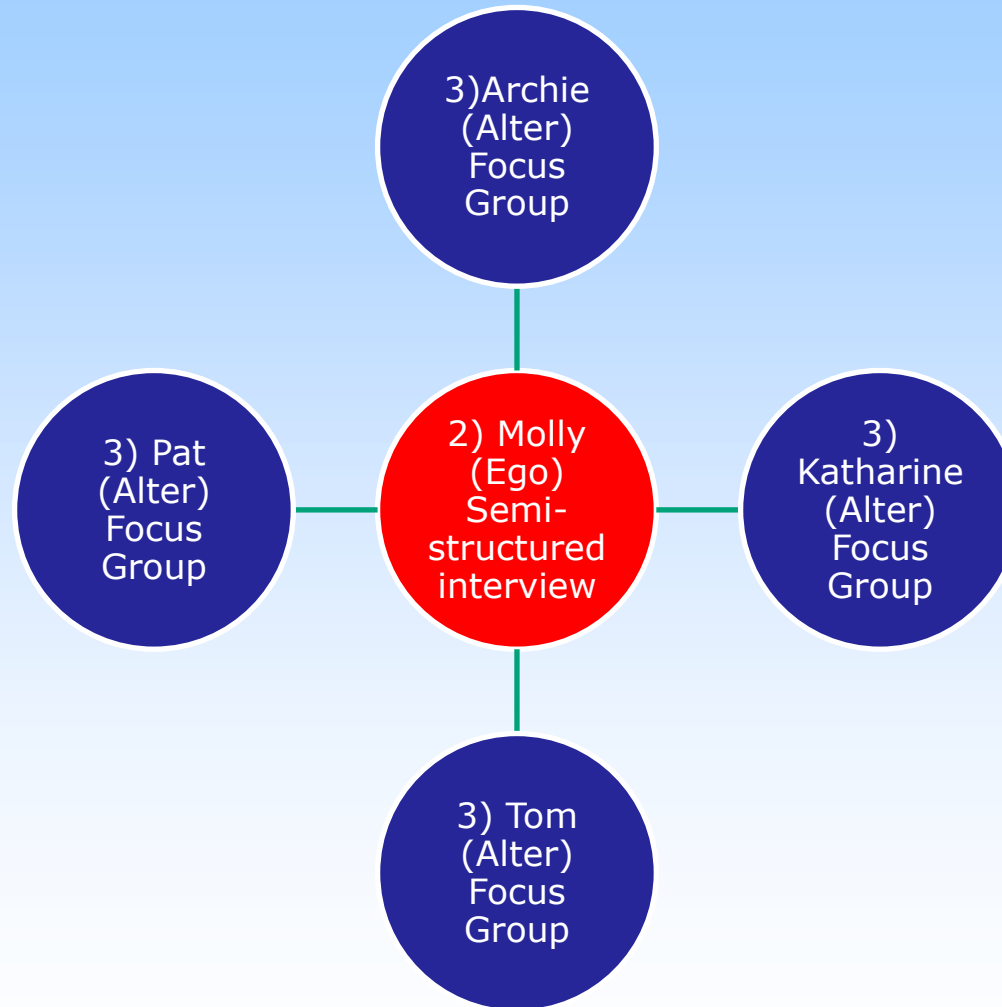 3)Archie
(Alter)
Focus
Group
3) Pat
(Alter)
Focus
Group
2) Molly
(Ego)
Semi-
structured
interview
3)
Katharine
(Alter)
Focus
Group
3) Tom
(Alter)
Focus
Group